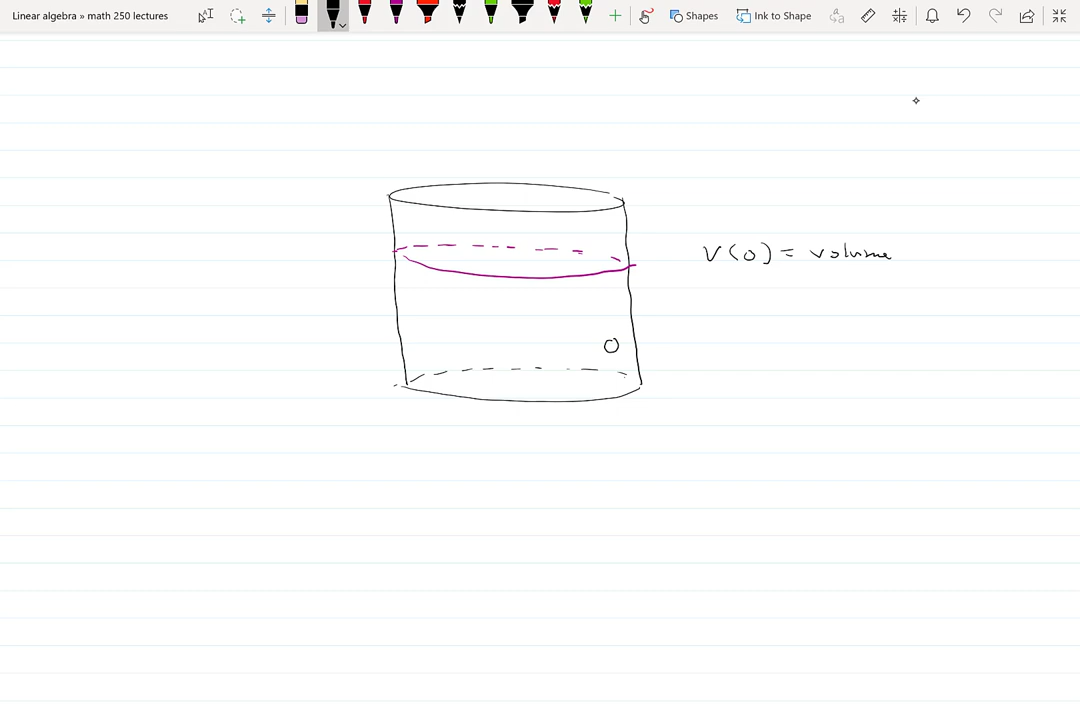 Linear algebra » math 250 lectures
Shapes
Ink to Shape
V(0) = volume